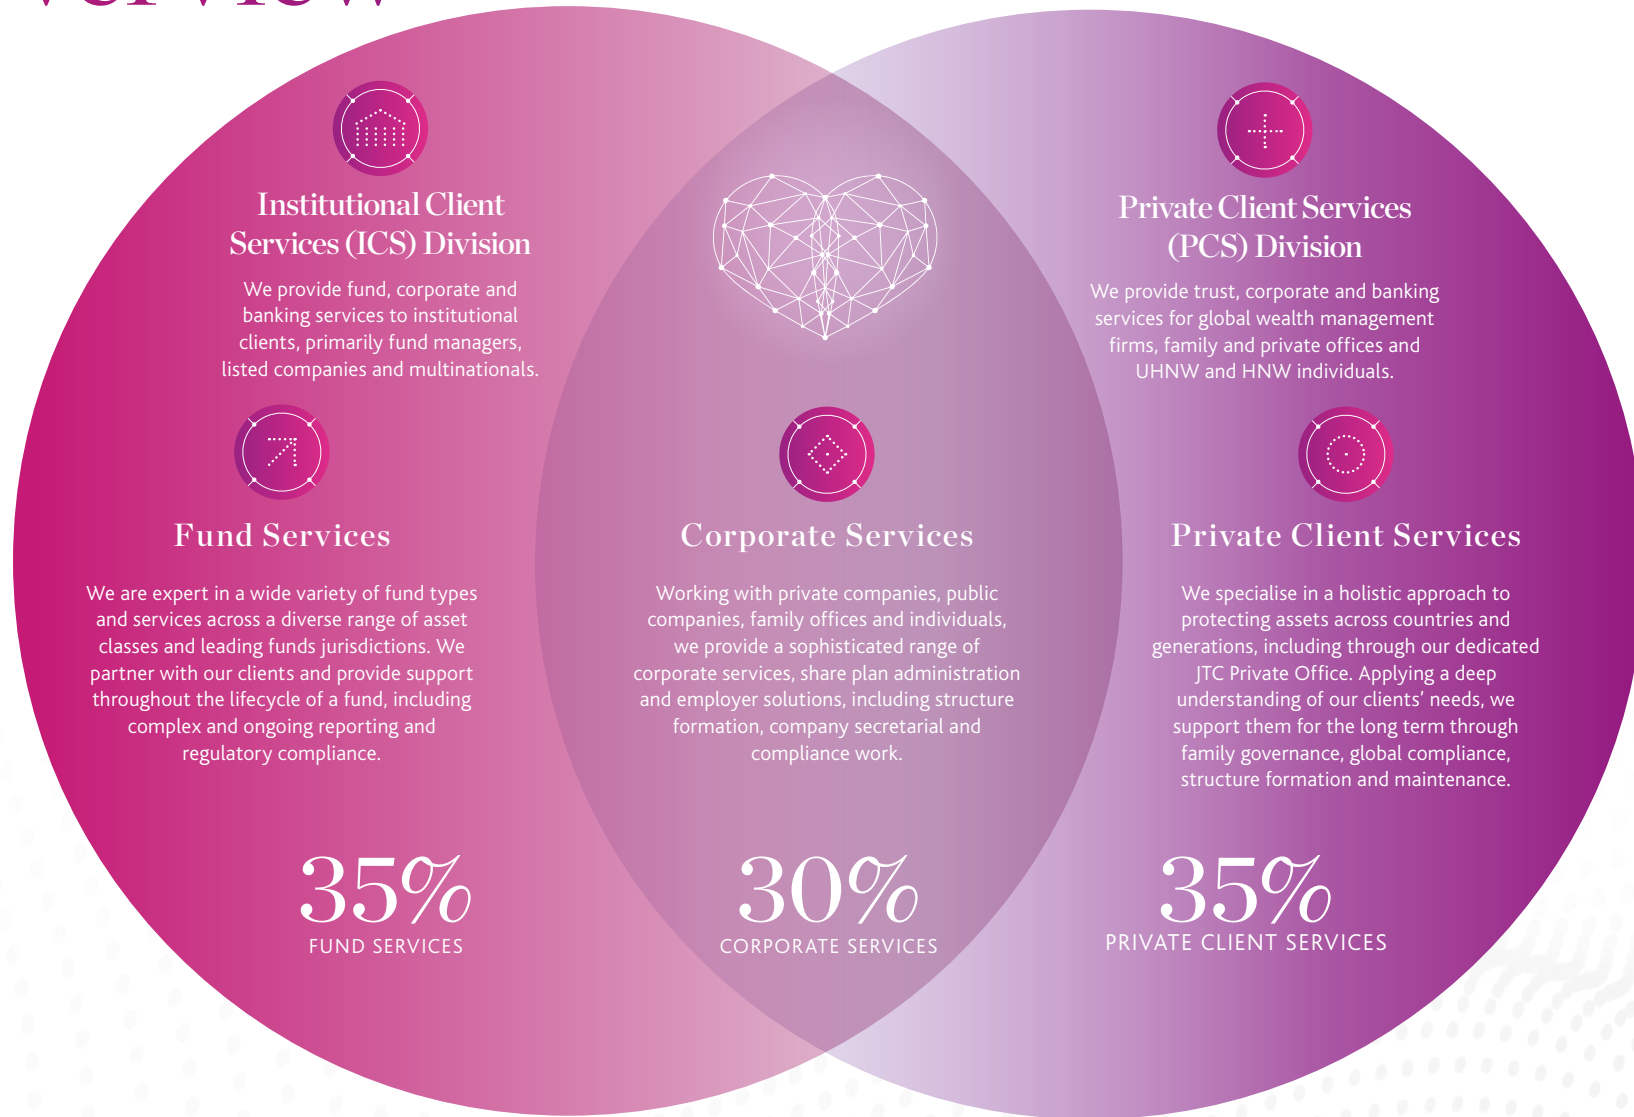 Institutional Client
Services (ICS) Division
We provide fund, corporate and
banking services to institutional
clients, primarily fund managers,
listed companies and multinationals.
Private Client Services
(PCS) Division
We provide trust, corporate and banking
services for global wealth management
firms, family and private offices and
UHNW and HNW individuals.
Fund Services
We are expert in a wide variety of fund types
and services across a diverse range of asset
classes and leading funds jurisdictions. We
partner with our clients and provide support
throughout the lifecycle of a fund, including
complex and ongoing reporting and
regulatory compliance.
35%
FUND SERVICES
Corporate Services
Working with private companies, public
companies, family offices and individuals,
we provide a sophisticated range of
corporate services, share plan administration
and employer solutions, including structure
formation, company secretarial and
compliance work.
30%
CORPORATE SERVICES
Private Client Services
We specialise in a holistic approach to
protecting assets across countries and
generations, including through our dedicated
JTC Private Office. Applying a deep
understanding of our clients’ needs, we
support them for the long term through
family governance, global compliance,
structure formation and maintenance.
35%
PRIVATE CLIENT SERVICES